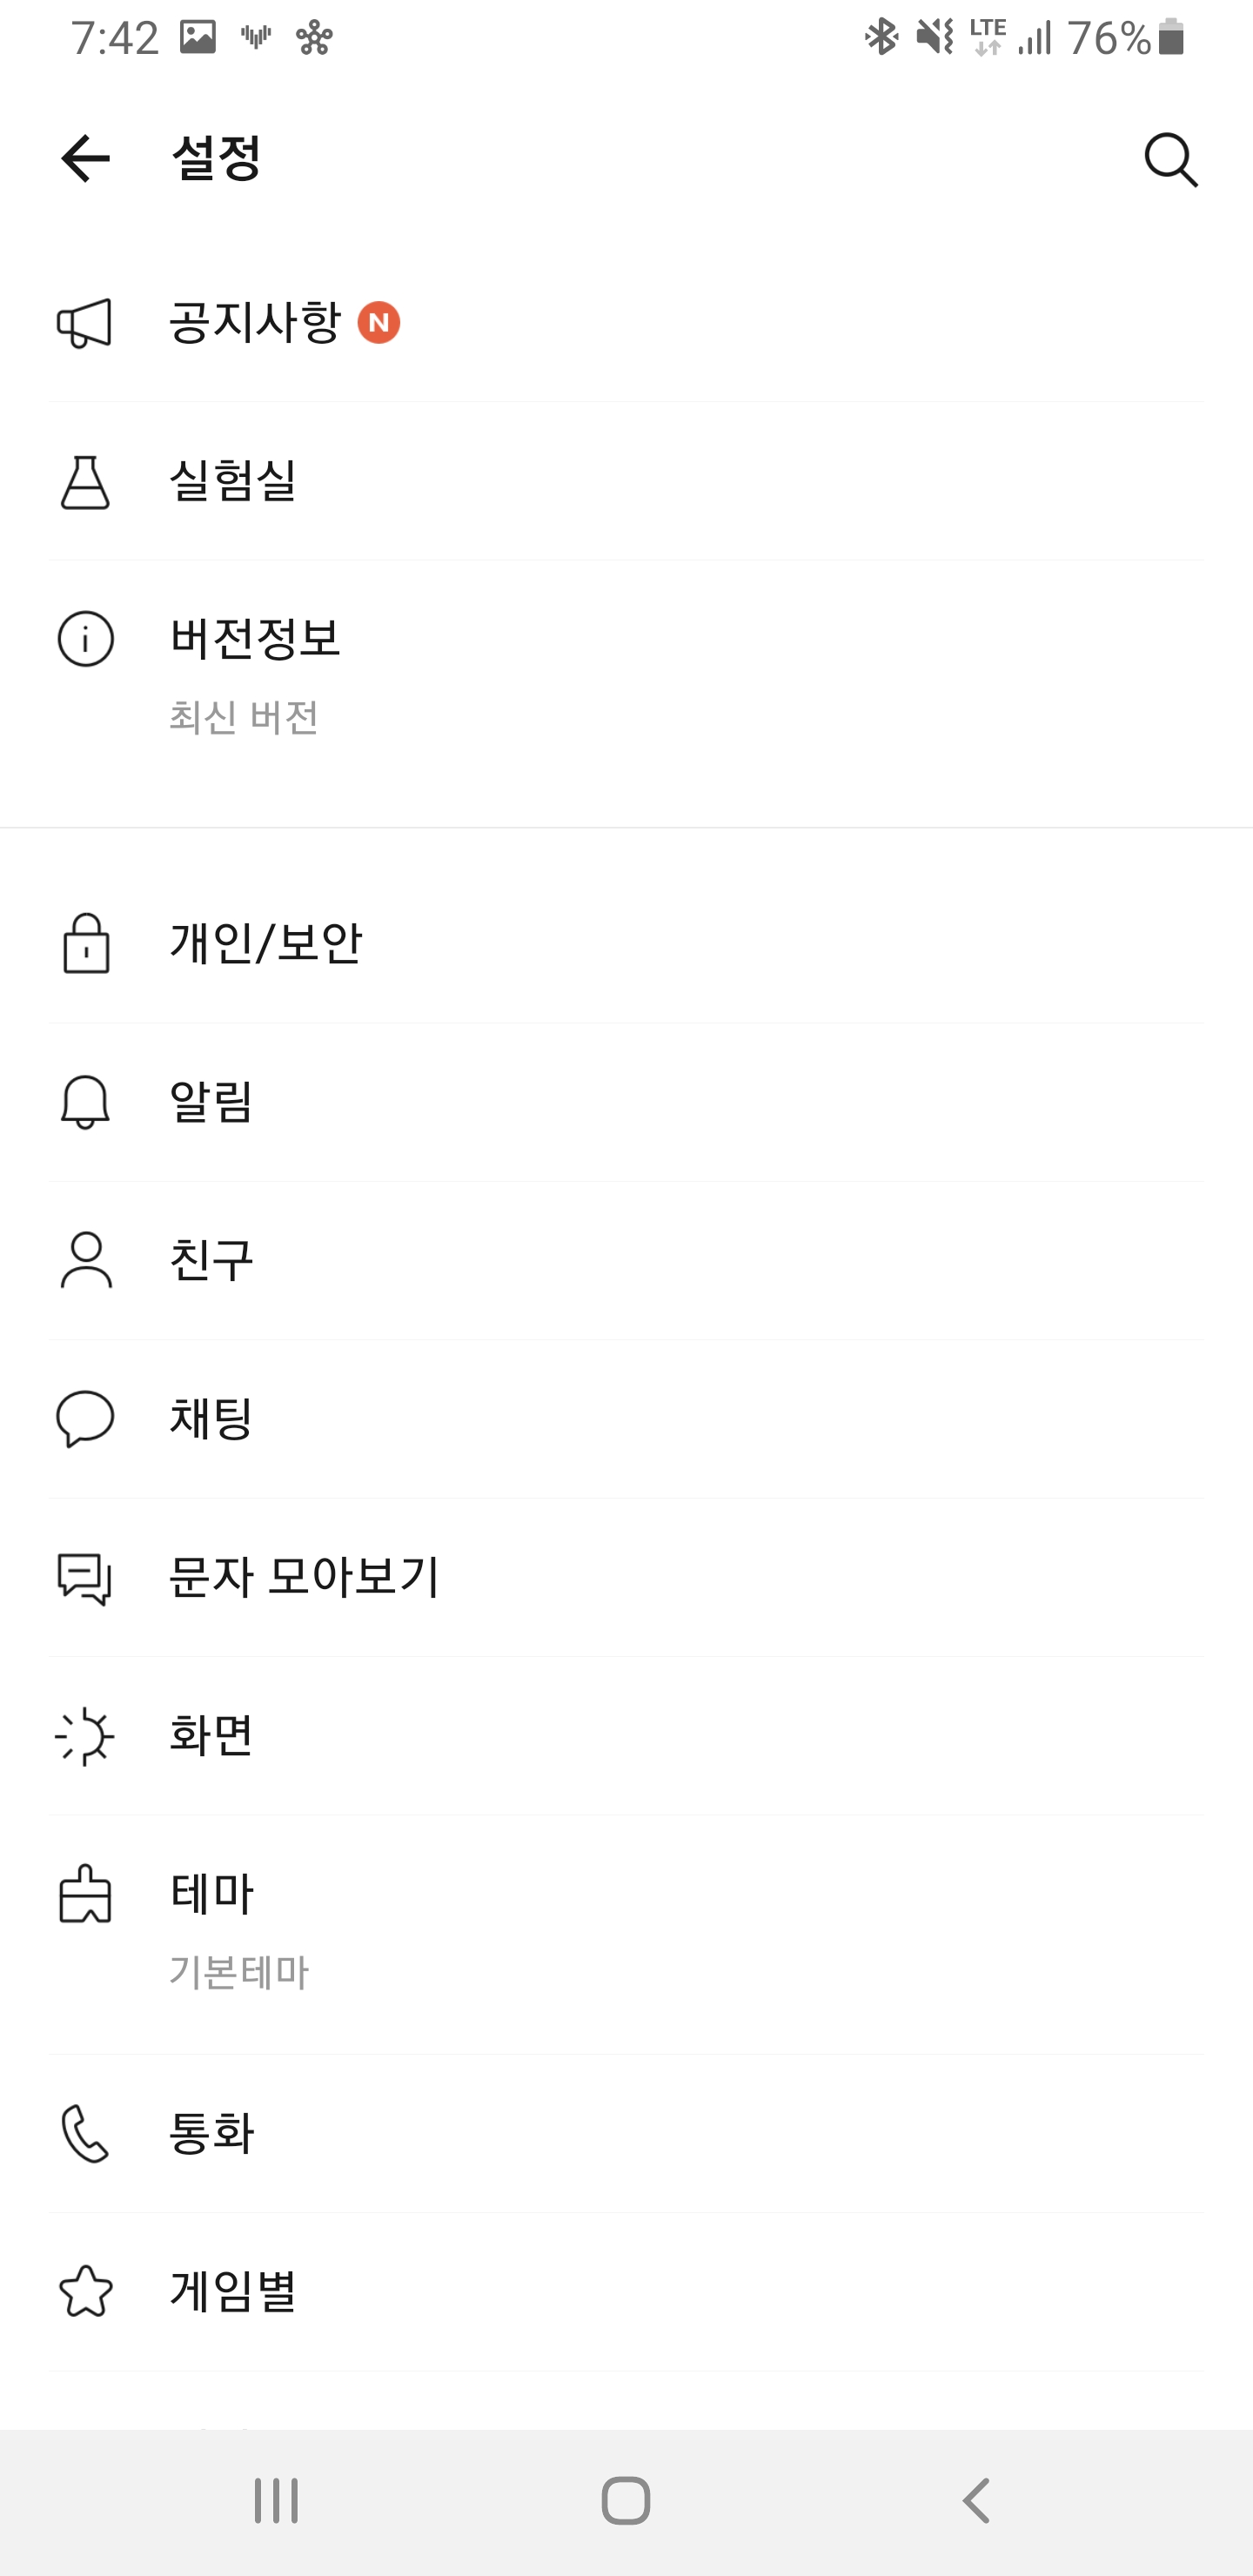 7:42 LTE 76%
설정
공지사항 N
실험실
버전정보
최신 버전
개인/보안
알림
친구
채팅
문자 모아보기
화면
테마
기본테마
통화
게임별